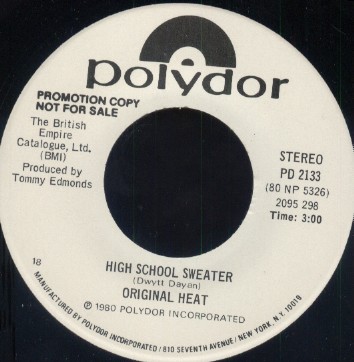 polydor
PROMOTION COPY
NOT FOR SALE
The British
Empire
Catalogue, Ltd.
(BMI)
Produced by
Tommy Edmonds
STEREO
PD 2133
(80 NP 5326)
2095 298
Time: 3:00
18
HIGH SCHOOL SWEATER
(Dwytt Dayan)
ORIGINAL HEAT
℗ 1980 POLYDOR INCORPORATED
MANUFACTURED BY POLYDOR INCORPORATED / 810 SEVENTH AVENUE / NEW YORK, N.Y. 10019